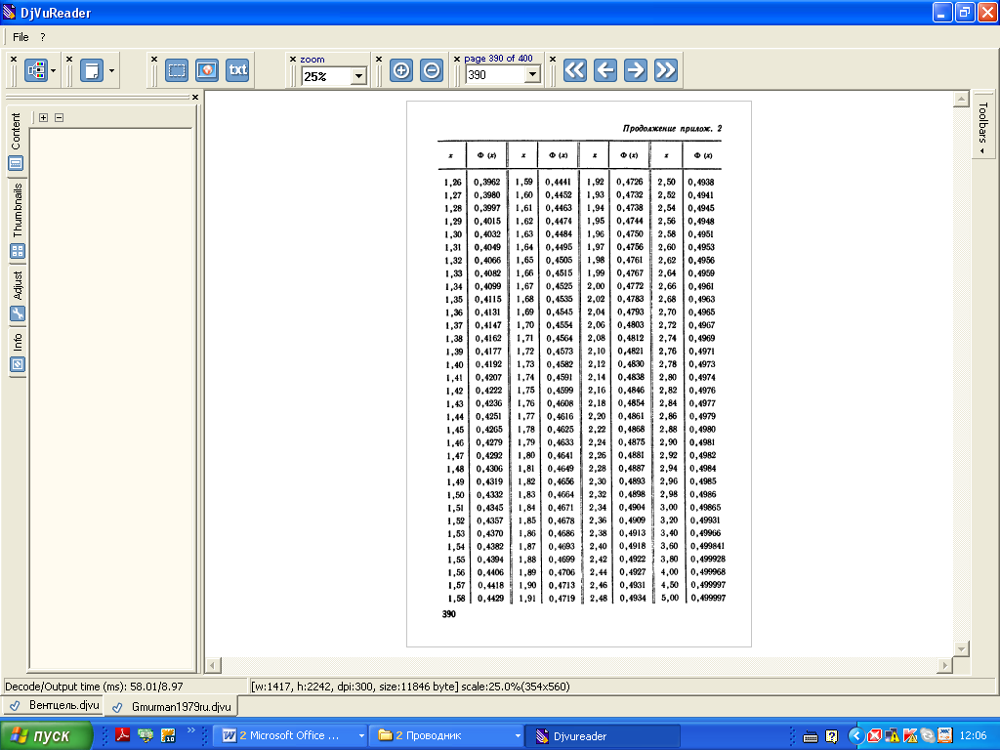 DjVuReader
File ?
zoom
25%
page 390 of 400
390
txt
Toolbars
Content
Thumbnails
Adjust
Info
Продолжение прилож. 2
x Ф (x) x Ф (x) x Ф (x) x Ф (x)
1,26 0,3962 1,59 0,4441 1,92 0,4726 2,50 0,4938
1,27 0,3980 1,60 0,4452 1,93 0,4732 2,52 0,4941
1,28 0,3997 1,61 0,4463 1,94 0,4738 2,54 0,4945
1,29 0,4015 1,62 0,4474 1,95 0,4744 2,56 0,4948
1,30 0,4032 1,63 0,4484 1,96 0,4750 2,58 0,4951
1,31 0,4049 1,64 0,4495 1,97 0,4756 2,60 0,4953
1,32 0,4066 1,65 0,4505 1,98 0,4761 2,62 0,4956
1,33 0,4082 1,66 0,4515 1,99 0,4767 2,64 0,4959
1,34 0,4099 1,67 0,4525 2,00 0,4772 2,66 0,4961
1,35 0,4115 1,68 0,4535 2,02 0,4783 2,68 0,4963
1,36 0,4131 1,69 0,4545 2,04 0,4793 2,70 0,4965
1,37 0,4147 1,70 0,4554 2,06 0,4803 2,72 0,4967
1,38 0,4162 1,71 0,4564 2,08 0,4812 2,74 0,4969
1,39 0,4177 1,72 0,4573 2,10 0,4821 2,76 0,4971
1,40 0,4192 1,73 0,4582 2,12 0,4830 2,78 0,4973
1,41 0,4207 1,74 0,4591 2,14 0,4838 2,80 0,4974
1,42 0,4222 1,75 0,4599 2,16 0,4846 2,82 0,4976
1,43 0,4236 1,76 0,4608 2,18 0,4854 2,84 0,4977
1,44 0,4251 1,77 0,4616 2,20 0,4861 2,86 0,4979
1,45 0,4265 1,78 0,4625 2,22 0,4868 2,88 0,4980
1,46 0,4279 1,79 0,4633 2,24 0,4875 2,90 0,4981
1,47 0,4292 1,80 0,4641 2,26 0,4881 2,92 0,4982
1,48 0,4306 1,81 0,4649 2,28 0,4887 2,94 0,4984
1,49 0,4319 1,82 0,4656 2,30 0,4893 2,96 0,4985
1,50 0,4332 1,83 0,4664 2,32 0,4898 2,98 0,4986
1,51 0,4345 1,84 0,4671 2,34 0,4904 3,00 0,49865
1,52 0,4357 1,85 0,4678 2,36 0,4909 3,20 0,49931
1,53 0,4370 1,86 0,4686 2,38 0,4913 3,40 0,49966
1,54 0,4382 1,87 0,4693 2,40 0,4918 3,60 0,499841
1,55 0,4394 1,88 0,4699 2,42 0,4922 3,80 0,499928
1,56 0,4406 1,89 0,4706 2,44 0,4927 4,00 0,499968
1,57 0,4418 1,90 0,4713 2,46 0,4931 4,50 0,499997
1,58 0,4429 1,91 0,4719 2,48 0,4934 5,00 0,499997
390
Decode/Output time (ms): 58.01/8.97
[w:1417, h:2242, dpi:300, size:11846 byte] scale:25.0%(354x560)
Вентцель.djvu
Gmurman1979ru.djvu
пуск
2 Microsoft Office ...
2 Проводник
Djvureader
12:06